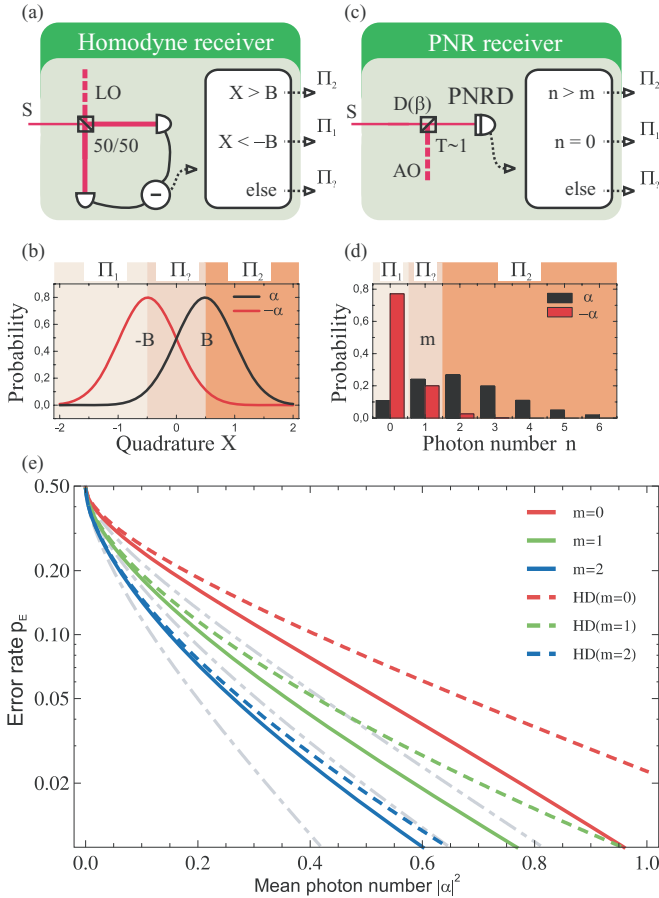 (a)
Homodyne receiver
LO
S
50/50
−
X > B
X < −B
else
Π₂
Π₁
Π?
(c)
PNR receiver
S
D(β)
PNRD
T~1
AO
n > m
n = 0
else
Π₂
Π₁
Π?
(b)
Π₁ Π? Π₂
Probability
0,8
0,6
0,4
0,2
0,0
α
−α
-B B
-2 -1 0 1 2
Quadrature X
(d)
Π₁ Π? Π₂
Probability
0,8
0,6
0,4
0,2
0,0
α
−α
m
0 1 2 3 4 5 6
Photon number n
(e)
Error rate p_E
0.50
0.20
0.10
0.05
0.02
m=0
m=1
m=2
HD(m=0)
HD(m=1)
HD(m=2)
0.0 0.2 0.4 0.6 0.8 1.0
Mean photon number |α|²